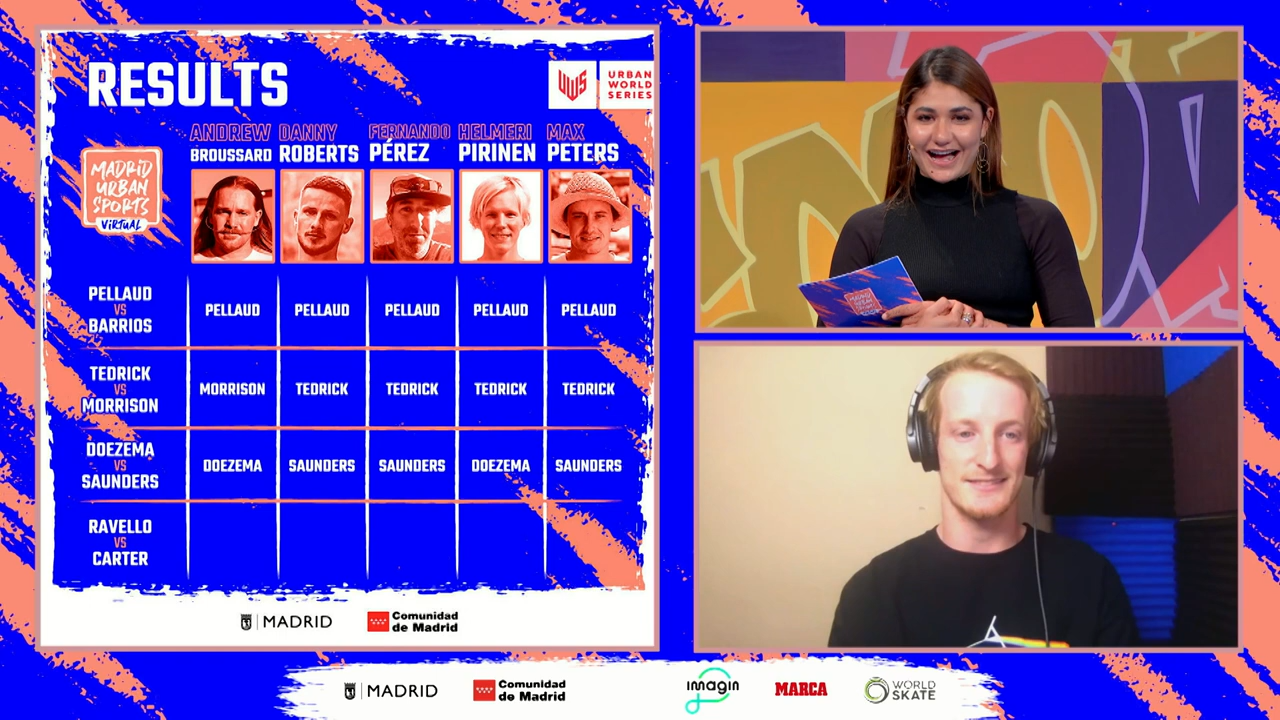 RESULTS
UWS URBAN
WORLD
SERIES
MADRID
URBAN
SPORTS
VIRTUAL
ANDREW
BROUSSARD
DANNY
ROBERTS
FERNANDO
PÉREZ
HELMERI
PIRINEN
MAX
PETERS
PELLAUD
VS
BARRIOS
PELLAUD PELLAUD PELLAUD PELLAUD PELLAUD
TEDRICK
VS
MORRISON
MORRISON TEDRICK TEDRICK TEDRICK TEDRICK
DOEZEMA
VS
SAUNDERS
DOEZEMA SAUNDERS SAUNDERS DOEZEMA SAUNDERS
RAVELLO
VS
CARTER
MADRID
Comunidad
de Madrid
MADRID
Comunidad
de Madrid
imagin
MARCA
WORLD
SKATE